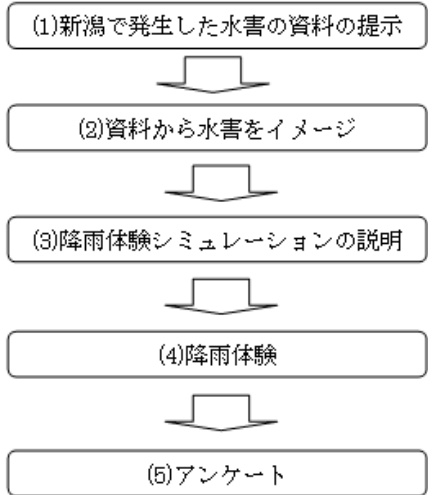 (1)新潟で発生した水害の資料の提示
(2)資料から水害をイメージ
(3)降雨体験シミュレーションの説明
(4)降雨体験
(5)アンケート